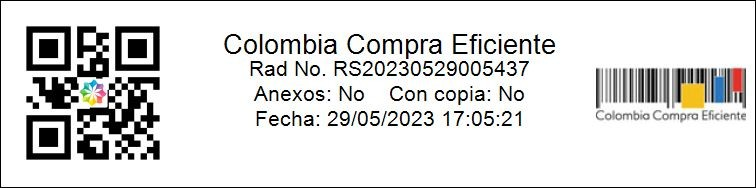 Colombia Compra Eficiente
Rad No. RS20230529005437
Anexos: No Con copia: No
Fecha: 29/05/2023 17:05:21
Colombia Compra Eficiente